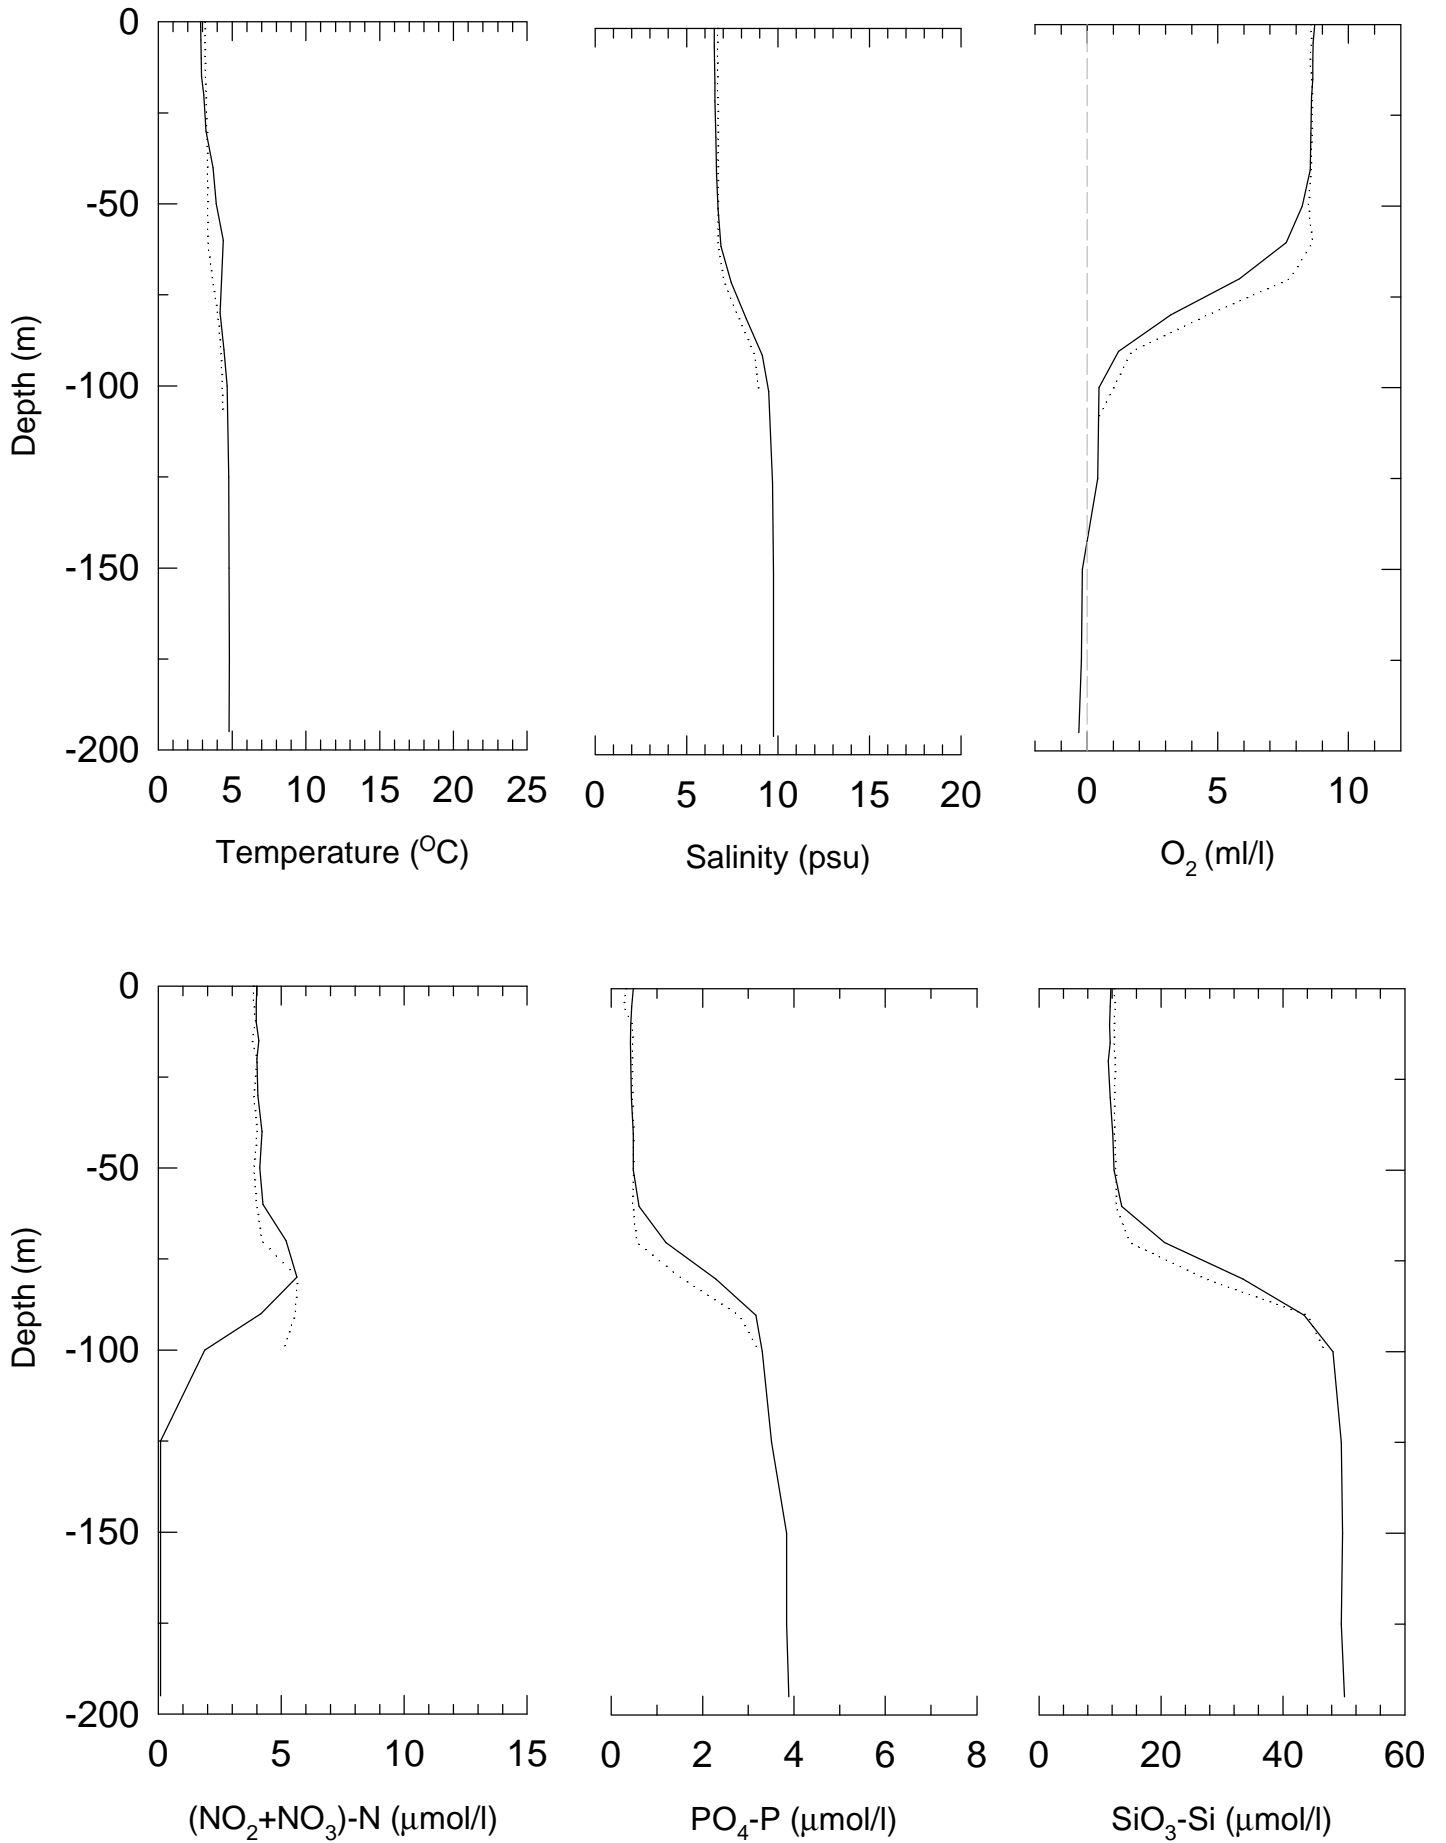 0
-50
-100
-150
-200
Depth (m)
0 5 10 15 20 25
Temperature (°C)
0 5 10 15 20
Salinity (psu)
0 5 10
O₂ (ml/l)
0
-50
-100
-150
-200
Depth (m)
0 5 10 15
(NO₂+NO₃)-N (μmol/l)
0 2 4 6 8
PO₄-P (μmol/l)
0 20 40 60
SiO₃-Si (μmol/l)